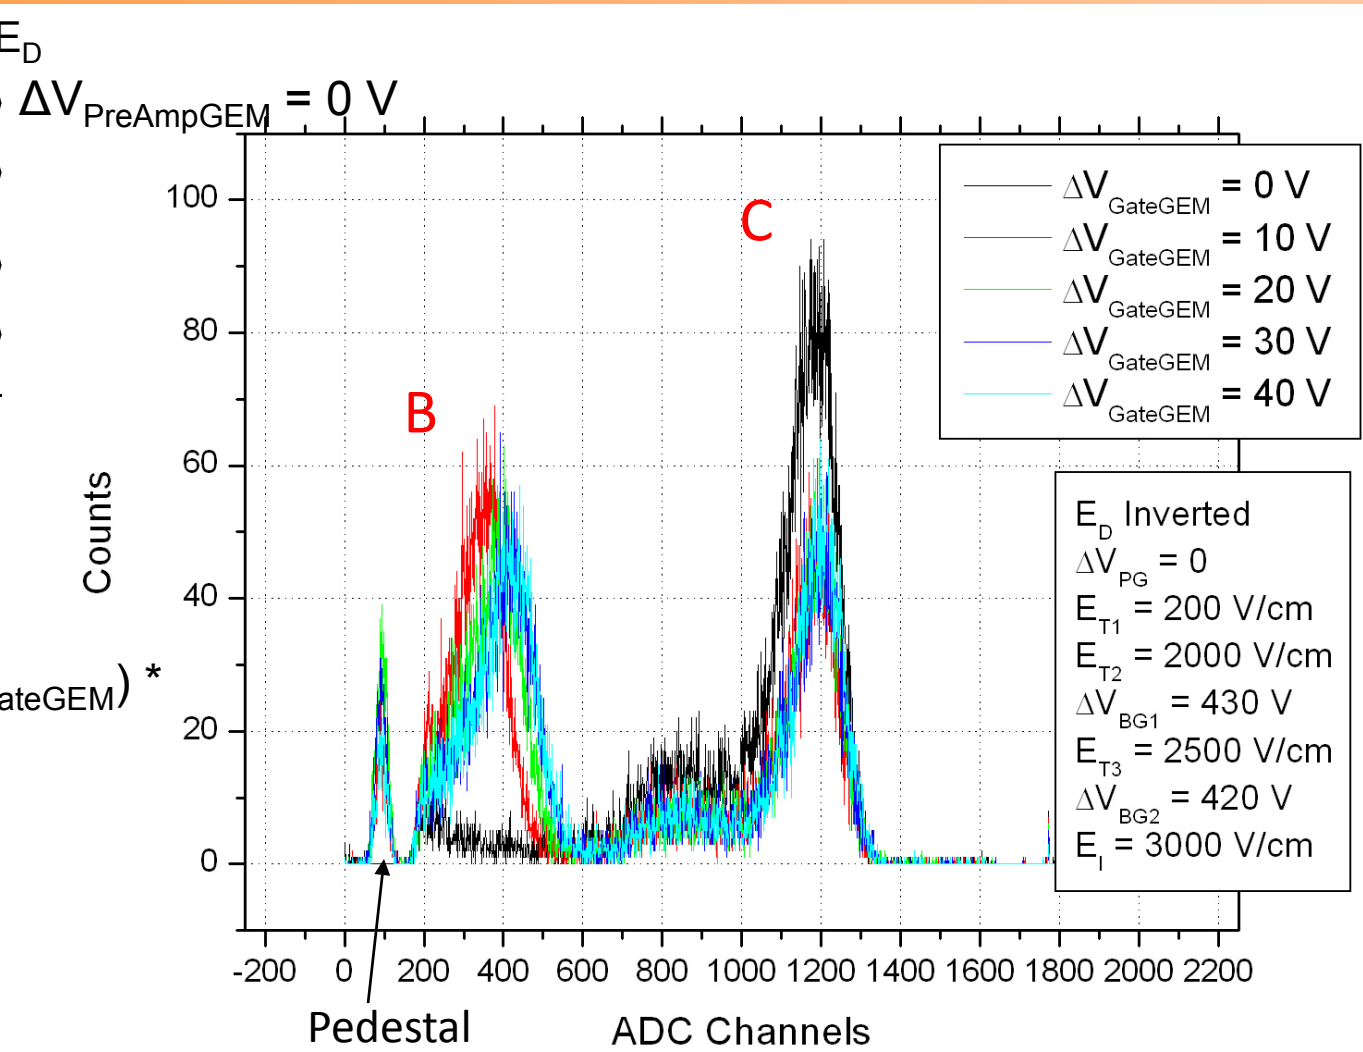 E_D
ΔV_PreAmpGEM = 0 V
ateGEM) *
B
C
ΔV_GateGEM = 0 V
ΔV_GateGEM = 10 V
ΔV_GateGEM = 20 V
ΔV_GateGEM = 30 V
ΔV_GateGEM = 40 V
E_D Inverted
ΔV_PG = 0
E_T1 = 200 V/cm
E_T2 = 2000 V/cm
ΔV_BG1 = 430 V
E_T3 = 2500 V/cm
ΔV_BG2 = 420 V
E_I = 3000 V/cm
Counts
100
80
60
40
20
0
-200 0 200 400 600 800 1000 1200 1400 1600 1800 2000 2200
Pedestal
ADC Channels